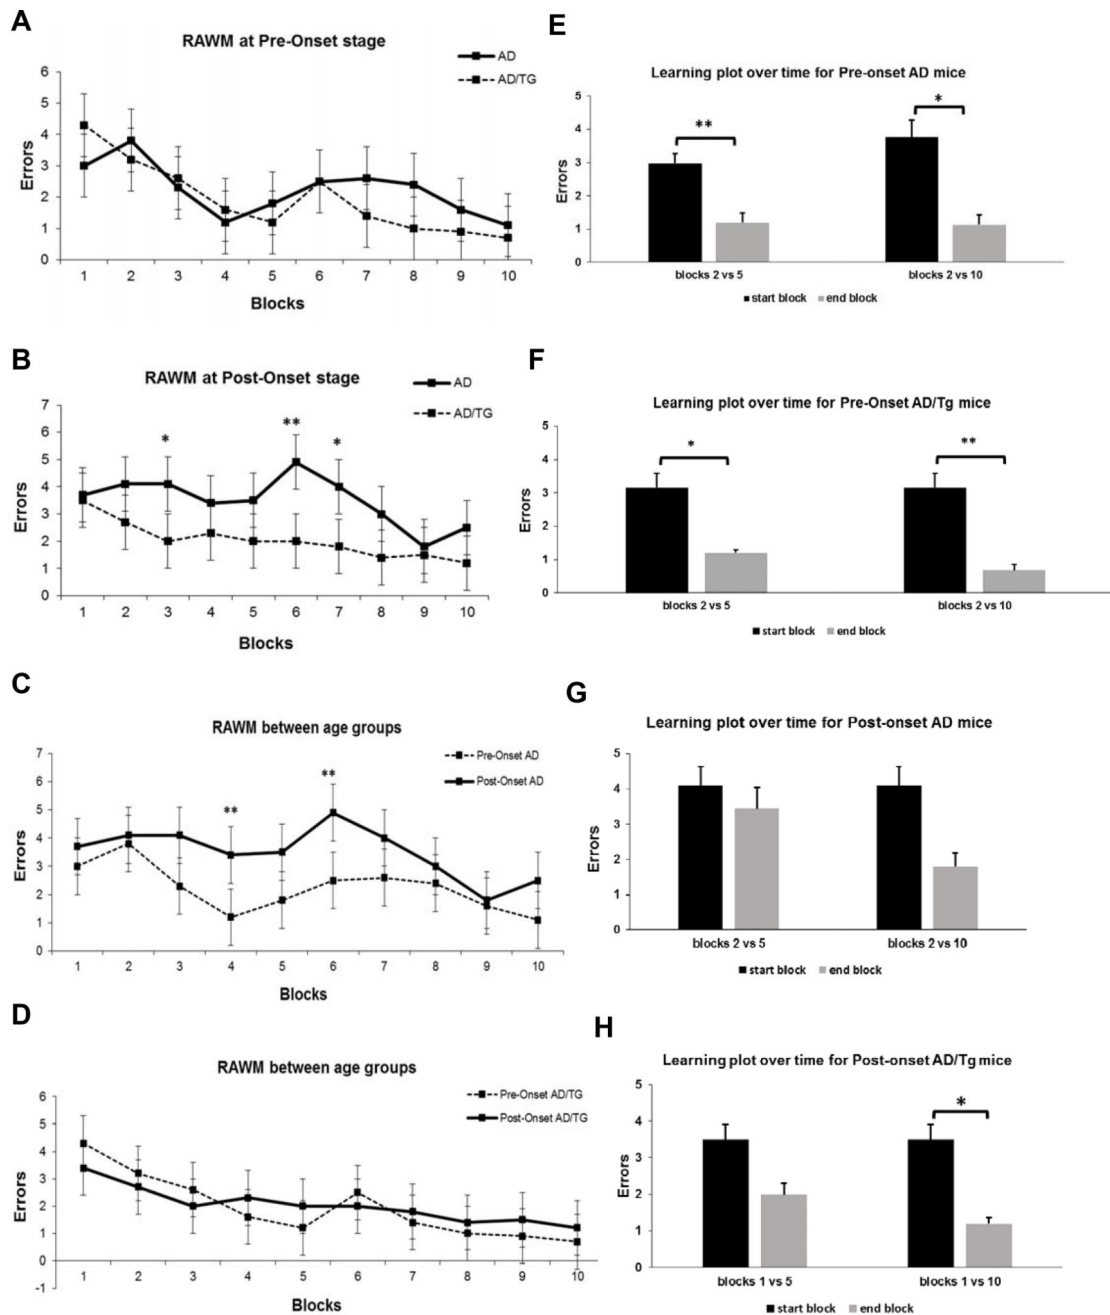 A
RAWM at Pre-Onset stage
AD
AD/TG
6
5
4
3
2
1
0
Errors
1 2 3 4 5 6 7 8 9 10
Blocks
B
RAWM at Post-Onset stage
AD
AD/TG
7
6
5
4
3
2
1
0
Errors
* ** *
1 2 3 4 5 6 7 8 9 10
Blocks
C
RAWM between age groups
Pre-Onset AD
Post-Onset AD
7
6
5
4
3
2
1
0
Errors
** **
1 2 3 4 5 6 7 8 9 10
Blocks
D
RAWM between age groups
Pre-Onset AD/TG
Post-Onset AD/TG
6
5
4
3
2
1
0
-1
Errors
1 2 3 4 5 6 7 8 9 10
Blocks
E
Learning plot over time for Pre-onset AD mice
5
4
3
2
1
0
Errors
** *
blocks 2 vs 5 blocks 2 vs 10
start block end block
F
Learning plot over time for Pre-Onset AD/Tg mice
5
4
3
2
1
0
Errors
* **
blocks 2 vs 5 blocks 2 vs 10
start block end block
G
Learning plot over time for Post-onset AD mice
5
4
3
2
1
0
Errors
blocks 2 vs 5 blocks 2 vs 10
start block end block
H
Learning plot over time for Post-onset AD/Tg mice
5
4
3
2
1
0
Errors
*
blocks 1 vs 5 blocks 1 vs 10
start block end block